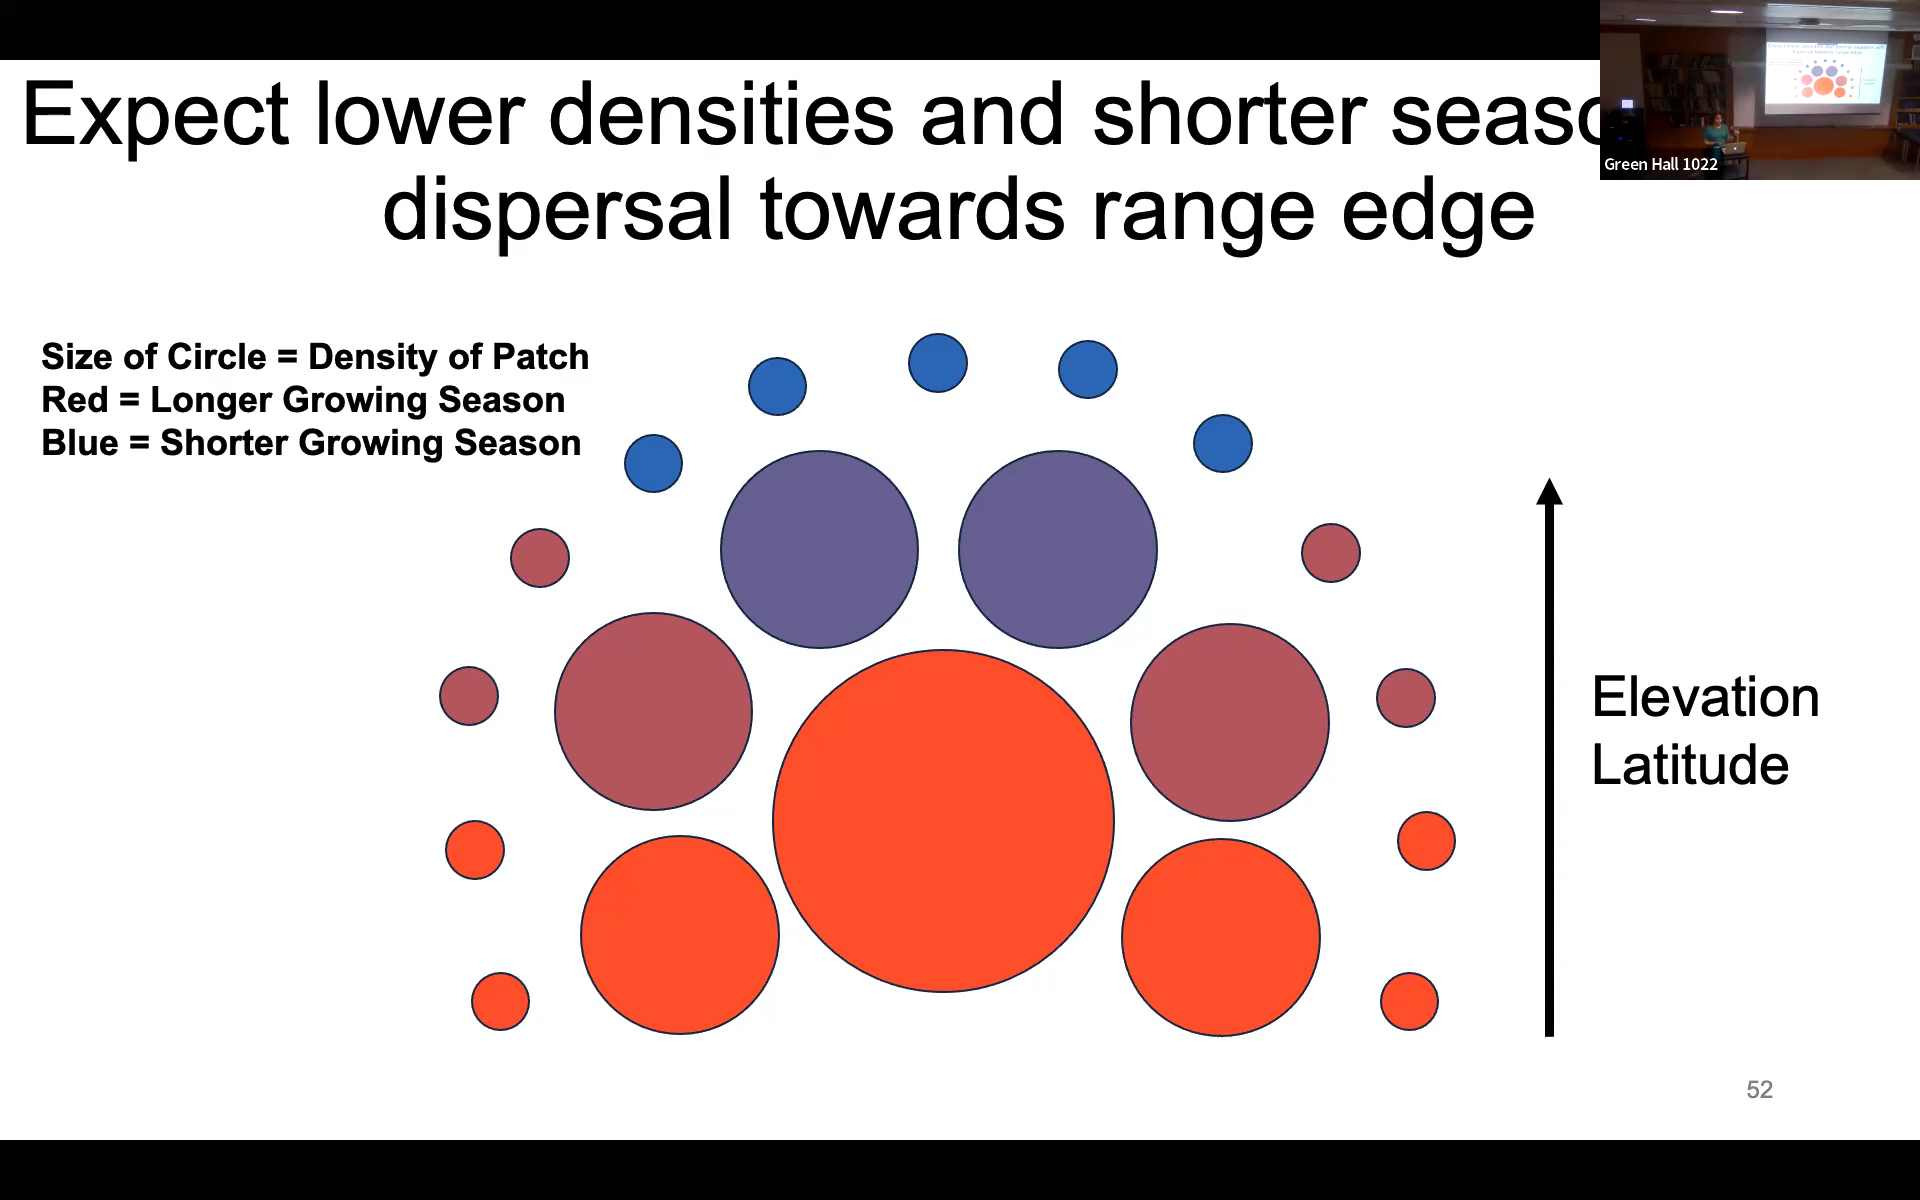 Expect lower densities and shorter seaso
dispersal towards range edge
Green Hall 1022
Size of Circle = Density of Patch
Red = Longer Growing Season
Blue = Shorter Growing Season
Elevation
Latitude
52